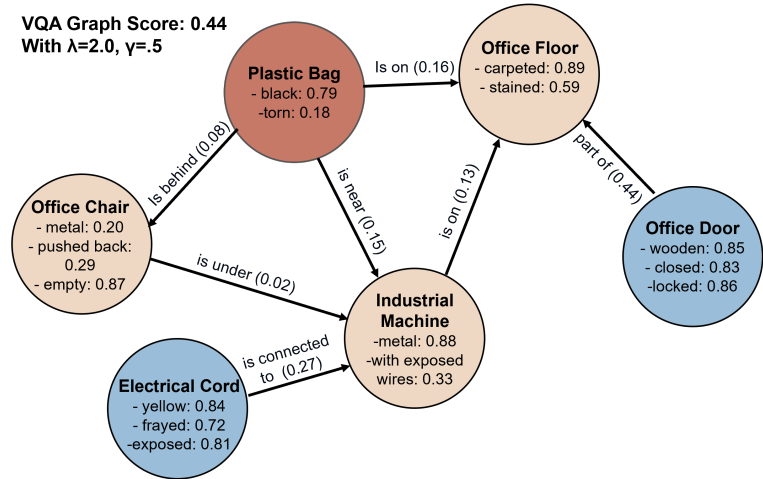 VQA Graph Score: 0.44
With λ=2.0, γ=.5
Plastic Bag
- black: 0.79
-torn: 0.18
Is on (0.16)
Office Floor
- carpeted: 0.89
- stained: 0.59
Is behind (0.08)
is near (0.15)
is on (0.13)
part of (0.44)
Office Chair
- metal: 0.20
- pushed back:
0.29
- empty: 0.87
Office Door
- wooden: 0.85
- closed: 0.83
-locked: 0.86
is under (0.02)
Industrial
Machine
-metal: 0.88
-with exposed
wires: 0.33
is connected
to (0.27)
Electrical Cord
- yellow: 0.84
- frayed: 0.72
-exposed: 0.81